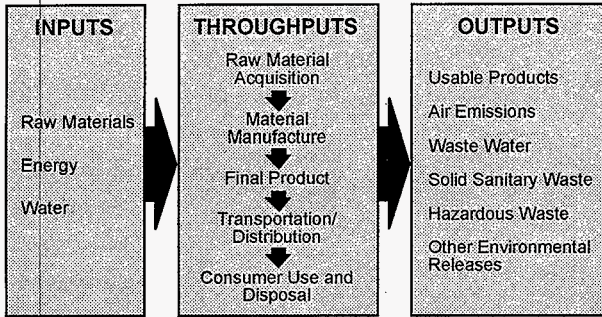 INPUTS
Raw Materials
Energy
Water
THROUGHPUTS
Raw Material
Acquisition
Material
Manufacture
Final Product
Transportation/
Distribution
Consumer Use and
Disposal
OUTPUTS
Usable Products
Air Emissions
Waste Water
Solid Sanitary Waste
Hazardous Waste
Other Environmental
Releases